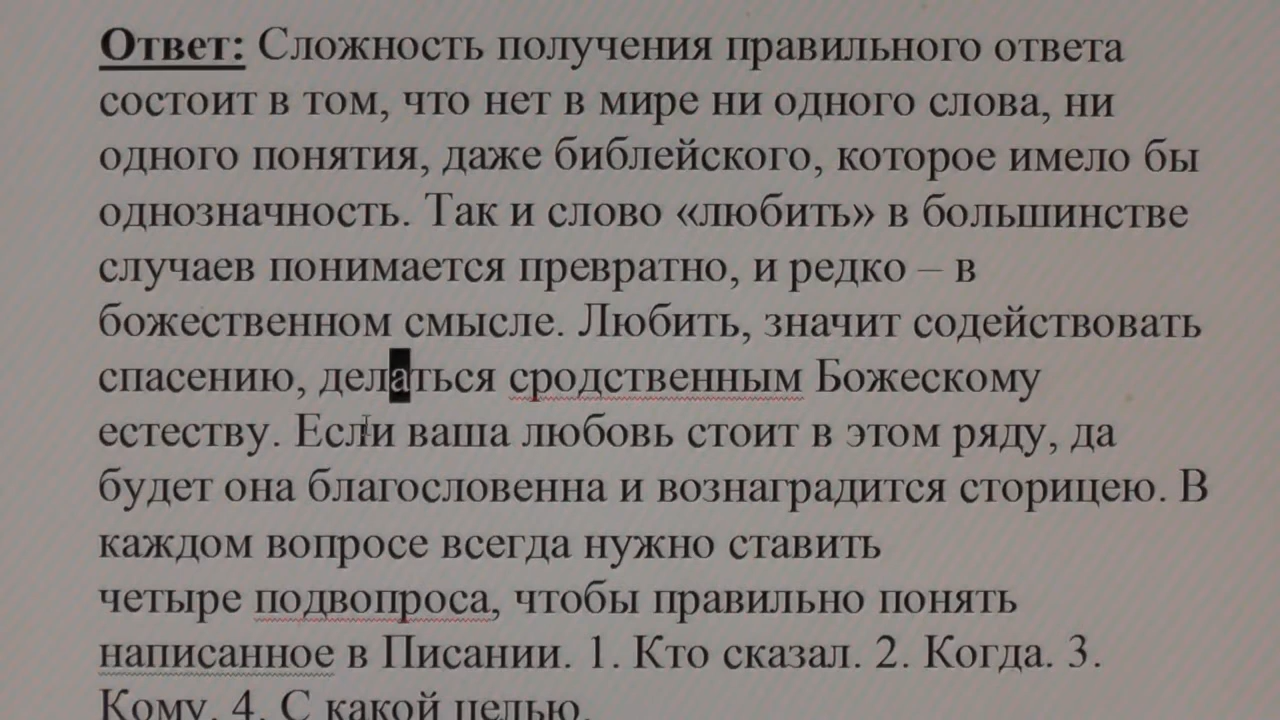 Ответ: Сложность получения правильного ответа
состоит в том, что нет в мире ни одного слова, ни
одного понятия, даже библейского, которое имело бы
однозначность. Так и слово «любить» в большинстве
случаев понимается превратно, и редко – в
божественном смысле. Любить, значит содействовать
спасению, делаться сродственным Божескому
естеству. Если ваша любовь стоит в этом ряду, да
будет она благословенна и вознаградится сторицею. В
каждом вопросе всегда нужно ставить
четыре подвопроса, чтобы правильно понять
написанное в Писании. 1. Кто сказал. 2. Когда. 3.
Кому. 4. С какой целью.